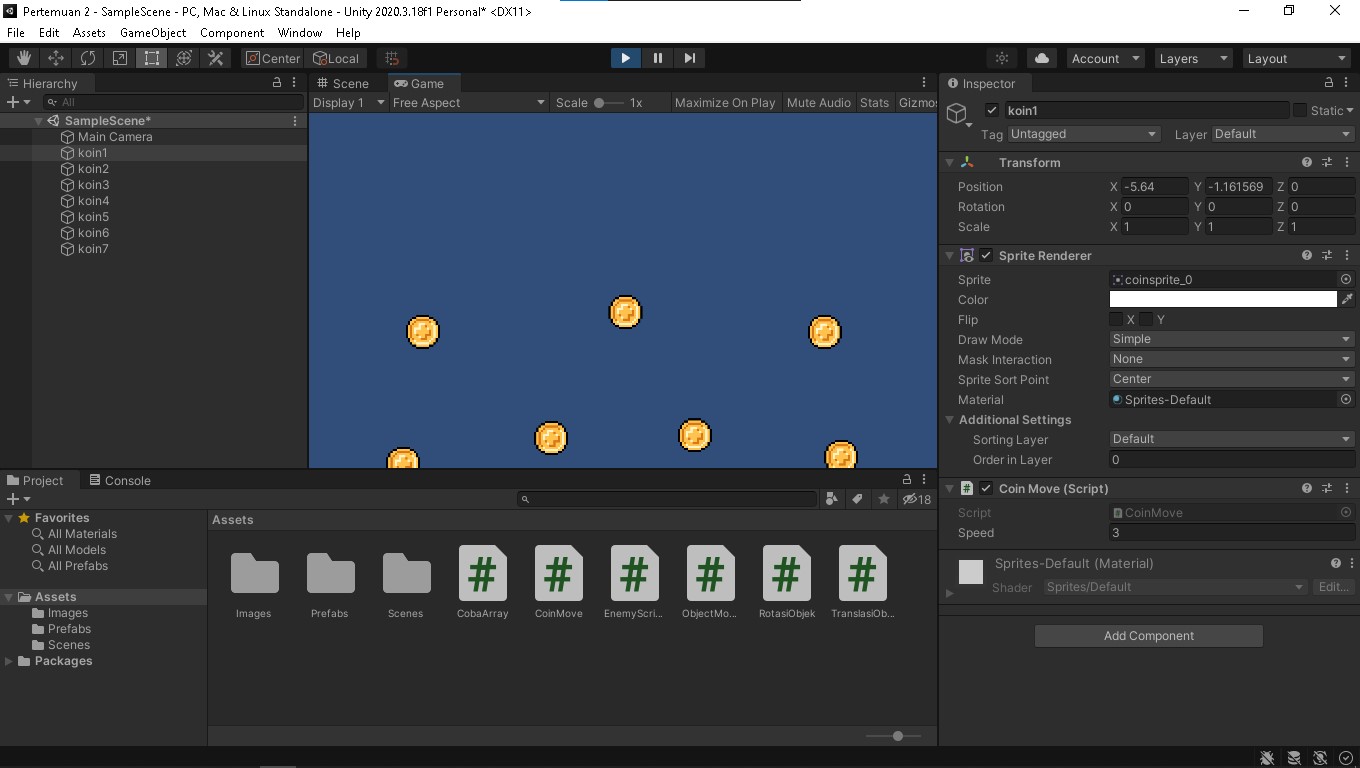 Pertemuan 2 - SampleScene - PC, Mac & Linux Standalone - Unity 2020.3.18f1 Personal* <DX11>
File Edit Assets GameObject Component Window Help
Center Local Account Layers Layout
Hierarchy
All
SampleScene*
Main Camera
koin1
koin2
koin3
koin4
koin5
koin6
koin7
Scene Game
Display 1 Free Aspect Scale 1x Maximize On Play Mute Audio Stats Gizmos
Inspector
koin1 Static
Tag Untagged Layer Default
Transform
Position X -5.64 Y -1.161569 Z 0
Rotation X 0 Y 0 Z 0
Scale X 1 Y 1 Z 1
Sprite Renderer
Sprite coinsprite_0
Color
Flip X Y
Draw Mode Simple
Mask Interaction None
Sprite Sort Point Center
Material Sprites-Default
Additional Settings
Sorting Layer Default
Order in Layer 0
Coin Move (Script)
Script CoinMove
Speed 3
Sprites-Default (Material)
Shader Sprites/Default Edit...
Add Component
Project Console
18
Favorites
All Materials
All Models
All Prefabs
Assets
Images
Prefabs
Scenes
Packages
Assets
Images Prefabs Scenes CobaArray CoinMove EnemyScri... ObjectMo... RotasiObjek TranslasiOb...